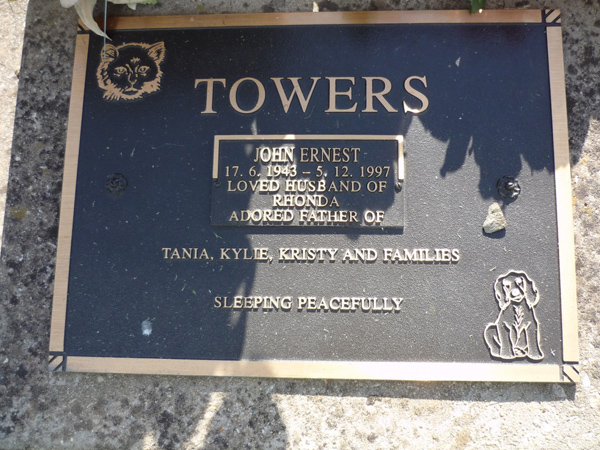 TOWERS
JOHN ERNEST
17. 6. 1943 – 5. 12. 1997
LOVED HUSBAND OF
RHONDA
ADORED FATHER OF
TANIA, KYLIE, KRISTY AND FAMILIES
SLEEPING PEACEFULLY